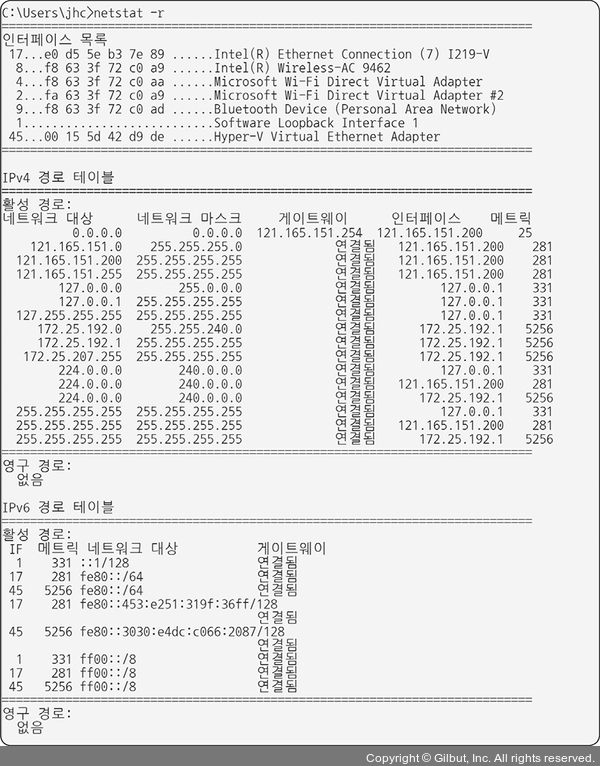 C:\Users\jhc>netstat -r
===========================================================================
인터페이스 목록
17...e0 d5 5e b3 7e 89 ......Intel(R) Ethernet Connection (7) I219-V
8...f8 63 3f 72 c0 a9 ......Intel(R) Wireless-AC 9462
4...f8 63 3f 72 c0 aa ......Microsoft Wi-Fi Direct Virtual Adapter
2...fa 63 3f 72 c0 a9 ......Microsoft Wi-Fi Direct Virtual Adapter #2
9...f8 63 3f 72 c0 ad ......Bluetooth Device (Personal Area Network)
1...........................Software Loopback Interface 1
45...00 15 5d 42 d9 de ......Hyper-V Virtual Ethernet Adapter
===========================================================================
IPv4 경로 테이블
===========================================================================
활성 경로:
네트워크 대상 네트워크 마스크 게이트웨이 인터페이스 메트릭
0.0.0.0 0.0.0.0 121.165.151.254 121.165.151.200 25
121.165.151.0 255.255.255.0 연결됨 121.165.151.200 281
121.165.151.200 255.255.255.255 연결됨 121.165.151.200 281
121.165.151.255 255.255.255.255 연결됨 121.165.151.200 281
127.0.0.0 255.0.0.0 연결됨 127.0.0.1 331
127.0.0.1 255.255.255.255 연결됨 127.0.0.1 331
127.255.255.255 255.255.255.255 연결됨 127.0.0.1 331
172.25.192.0 255.255.240.0 연결됨 172.25.192.1 5256
172.25.192.1 255.255.255.255 연결됨 172.25.192.1 5256
172.25.207.255 255.255.255.255 연결됨 172.25.192.1 5256
224.0.0.0 240.0.0.0 연결됨 127.0.0.1 331
224.0.0.0 240.0.0.0 연결됨 121.165.151.200 281
224.0.0.0 240.0.0.0 연결됨 172.25.192.1 5256
255.255.255.255 255.255.255.255 연결됨 127.0.0.1 331
255.255.255.255 255.255.255.255 연결됨 121.165.151.200 281
255.255.255.255 255.255.255.255 연결됨 172.25.192.1 5256
===========================================================================
영구 경로:
없음
IPv6 경로 테이블
===========================================================================
활성 경로:
IF 메트릭 네트워크 대상 게이트웨이
1 331 ::1/128 연결됨
17 281 fe80::/64 연결됨
45 5256 fe80::/64 연결됨
17 281 fe80::453:e251:319f:36ff/128
연결됨
45 5256 fe80::3030:e4dc:c066:2087/128
연결됨
1 331 ff00::/8 연결됨
17 281 ff00::/8 연결됨
45 5256 ff00::/8 연결됨
===========================================================================
영구 경로:
없음
Copyright © Gilbut, Inc. All rights reserved.